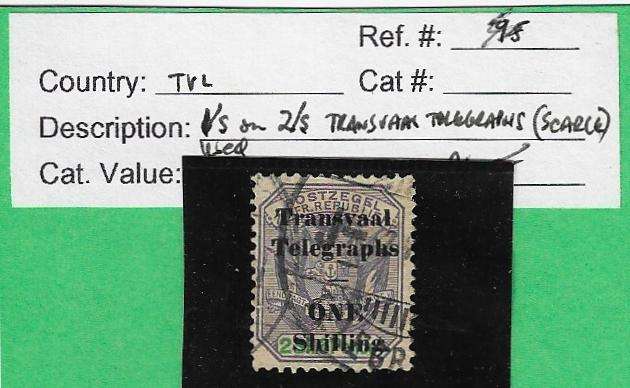 Ref. #: 95
Country: TVL Cat #:
Description: 1/S on 2/S TRANSVAAL TELEGRAPHS (SCARCE)
USED
Cat. Value:
POSTZEGEL
Transvaal
Telegraphs
ONE
Shilling
2